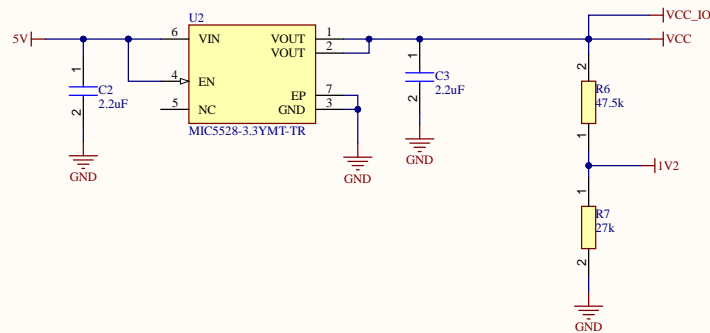 U2
VCC_IO
5V
6
VIN
VOUT
1
VCC
VOUT
2
1
4
EN
1
2
C2
C3
R6
2.2uF
5
NC
EP
7
2.2uF
47.5k
2
GND
3
2
1
MIC5528-3.3YMT-TR
GND
GND
GND
1V2
1
R7
27k
2
GND